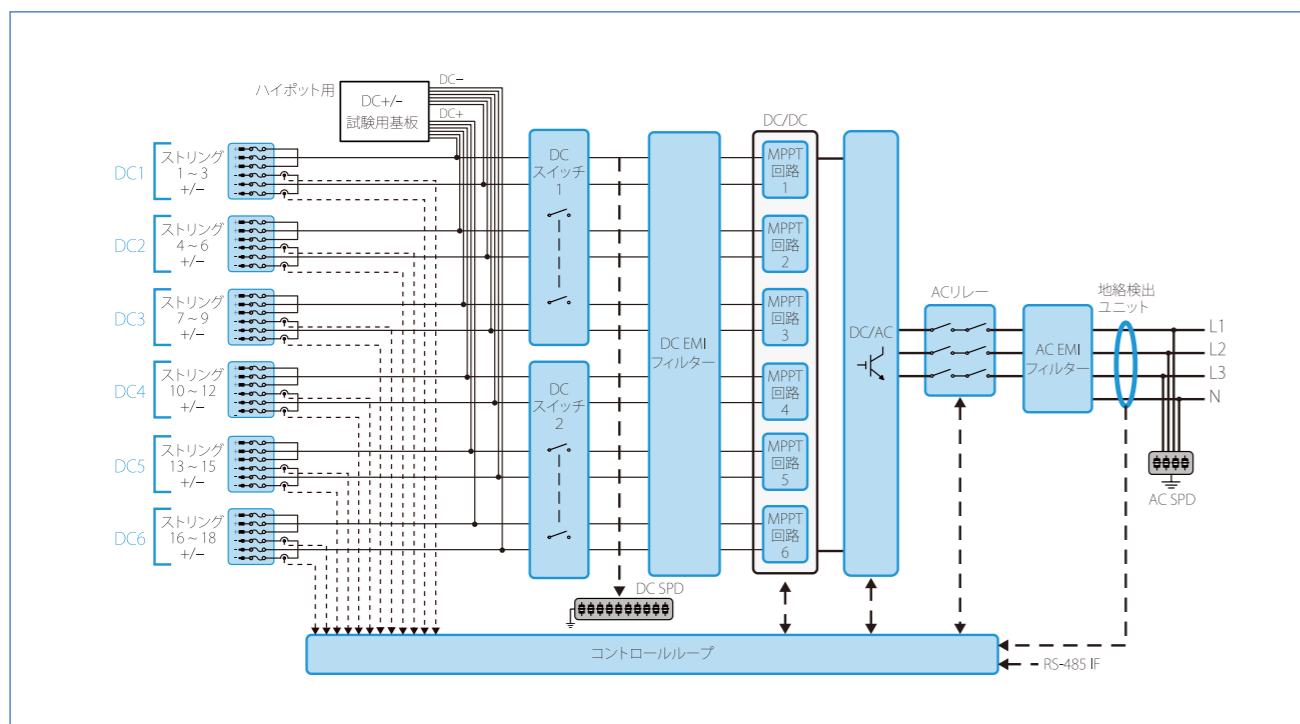 ハイポット用
DC+/-
試験用基板
DC−
DC+
DC1
ストリング
1～3
+/−
DC2
ストリング
4～6
+/−
DC3
ストリング
7～9
+/−
DC4
ストリング
10～12
+/−
DC5
ストリング
13～15
+/−
DC6
ストリング
16～18
+/−
DC
スイッチ
1
DC
スイッチ
2
DC EMI
フィルター
DC SPD
DC/DC
MPPT
回路
1
MPPT
回路
2
MPPT
回路
3
MPPT
回路
4
MPPT
回路
5
MPPT
回路
6
DC/AC
ACリレー
AC EMI
フィルター
地絡検出
ユニット
L1
L2
L3
N
AC SPD
コントロールループ
RS-485 IF